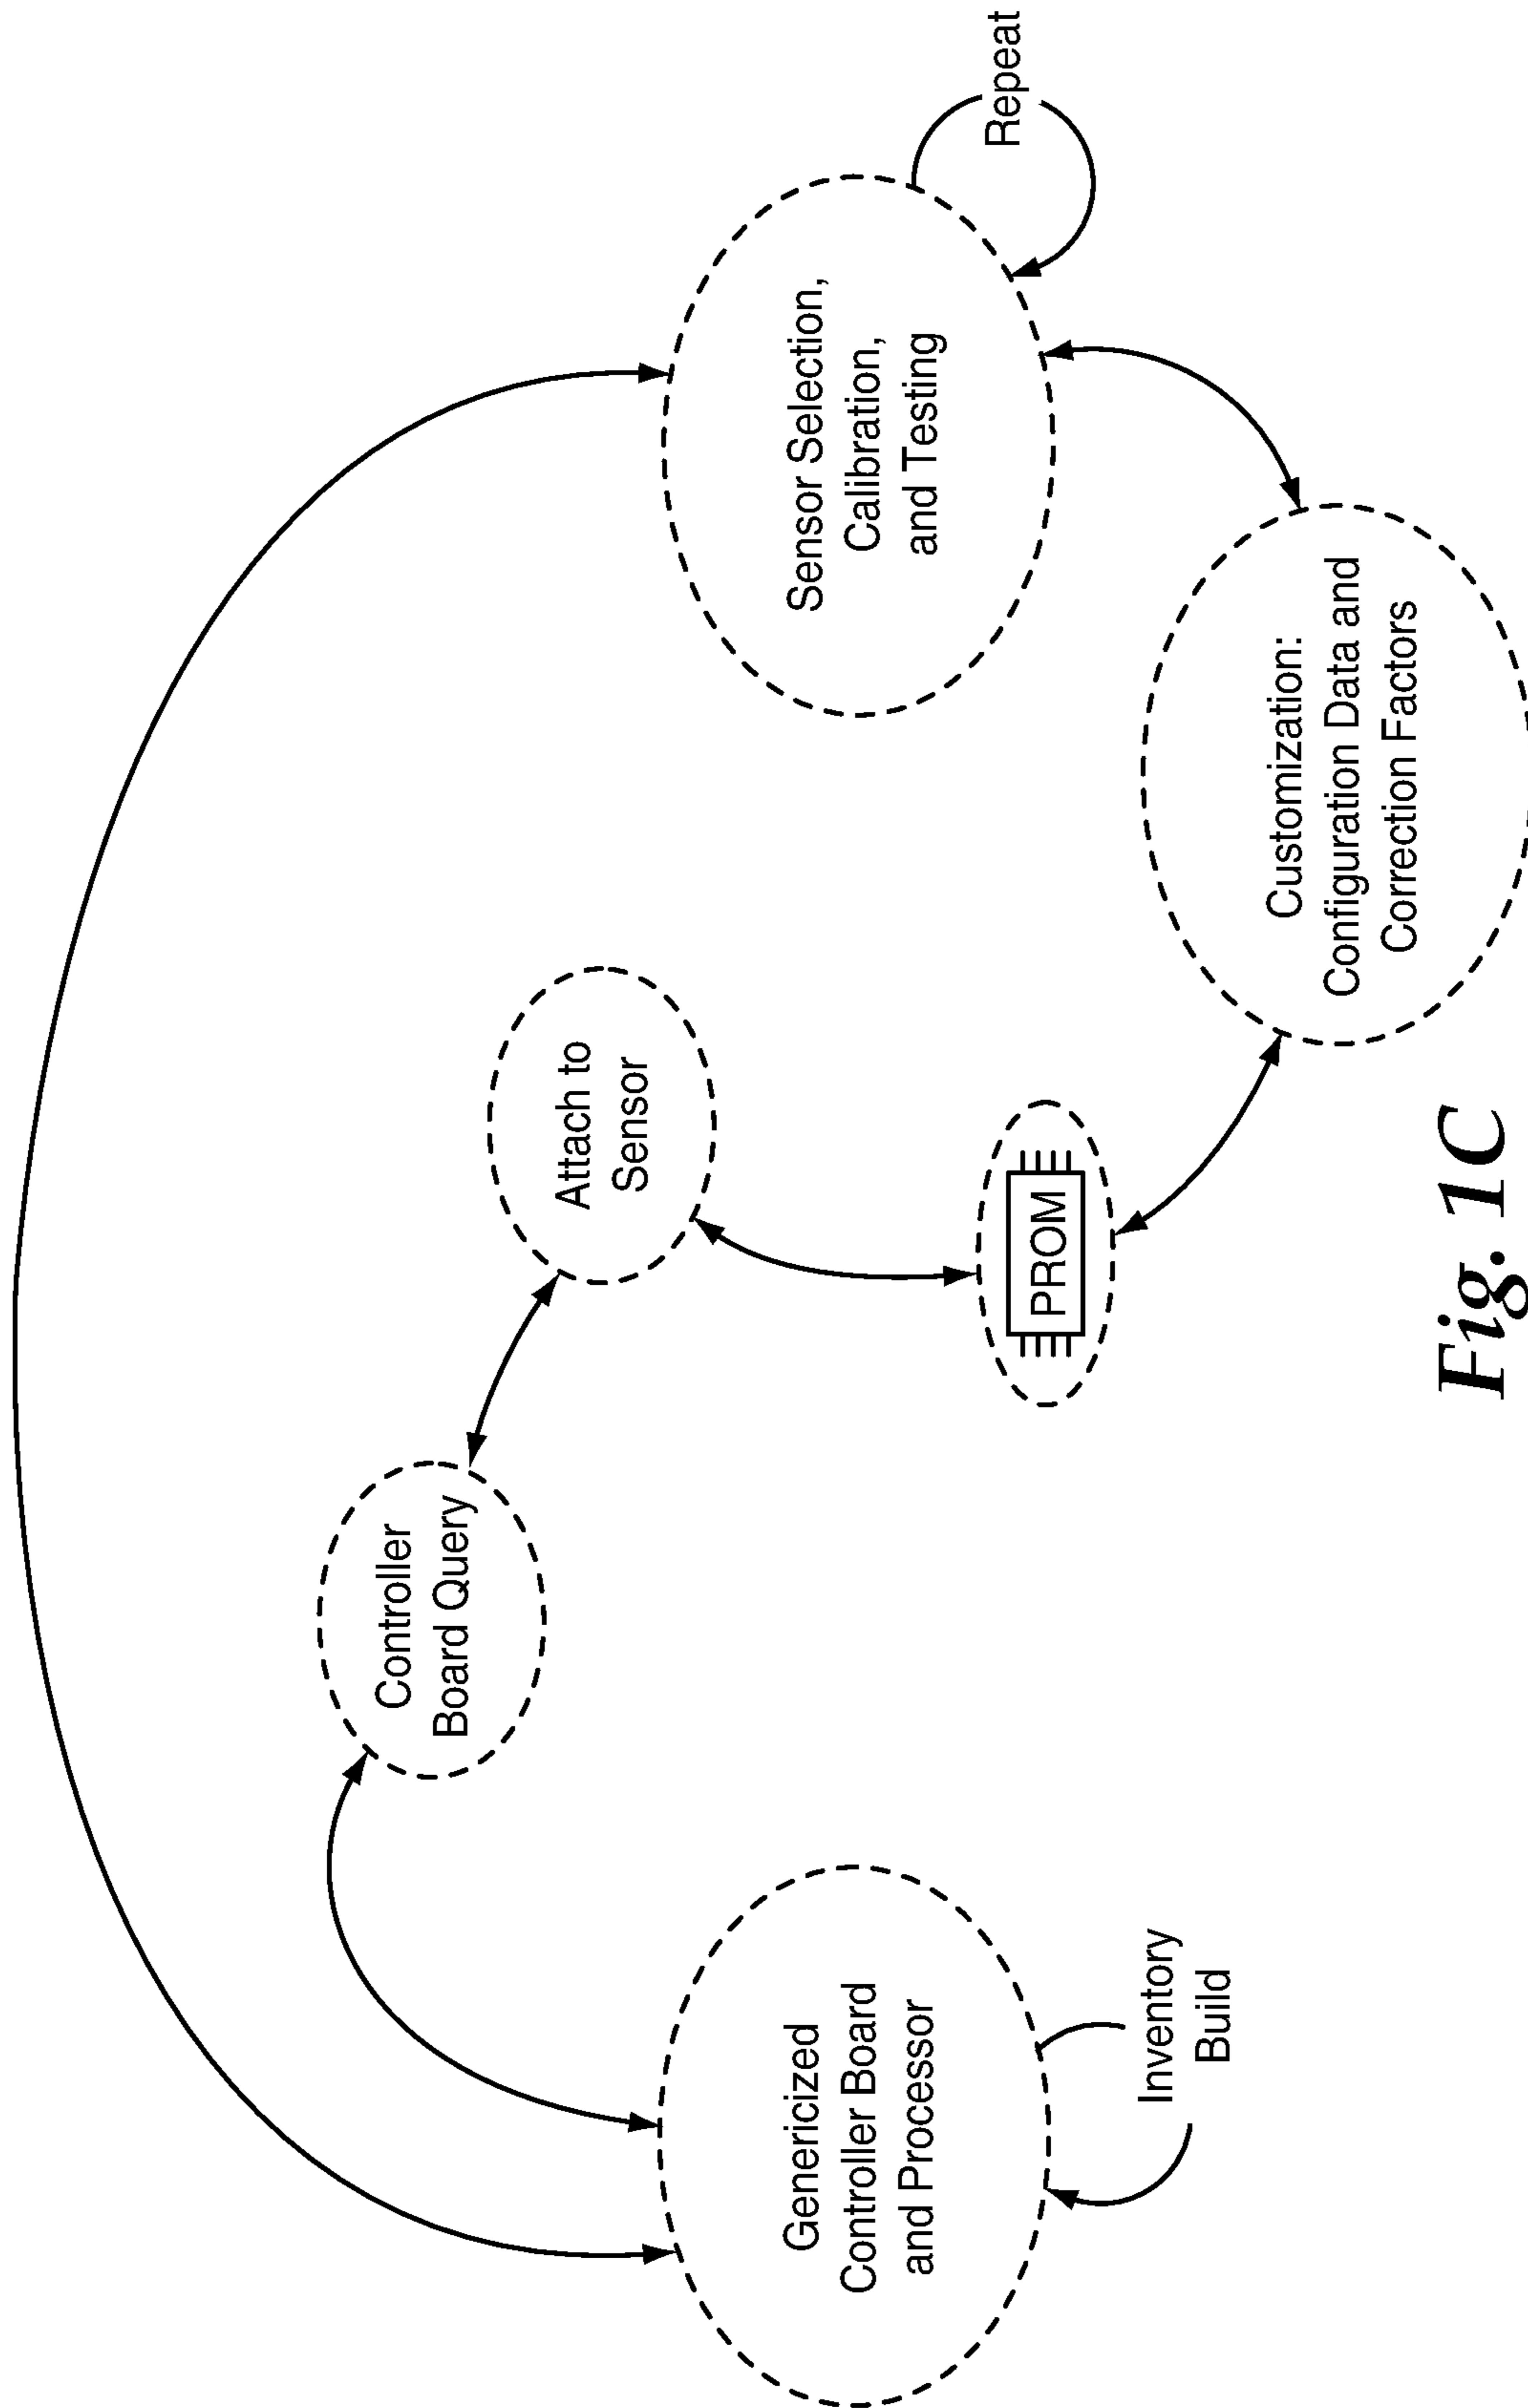 Genericized
Controller Board
and Processor
Inventory
Build
Controller
Board Query
Attach to
Sensor
PROM
Sensor Selection,
Calibration,
and Testing
Repeat
Customization:
Configuration Data and
Correction Factors
Fig. 1C